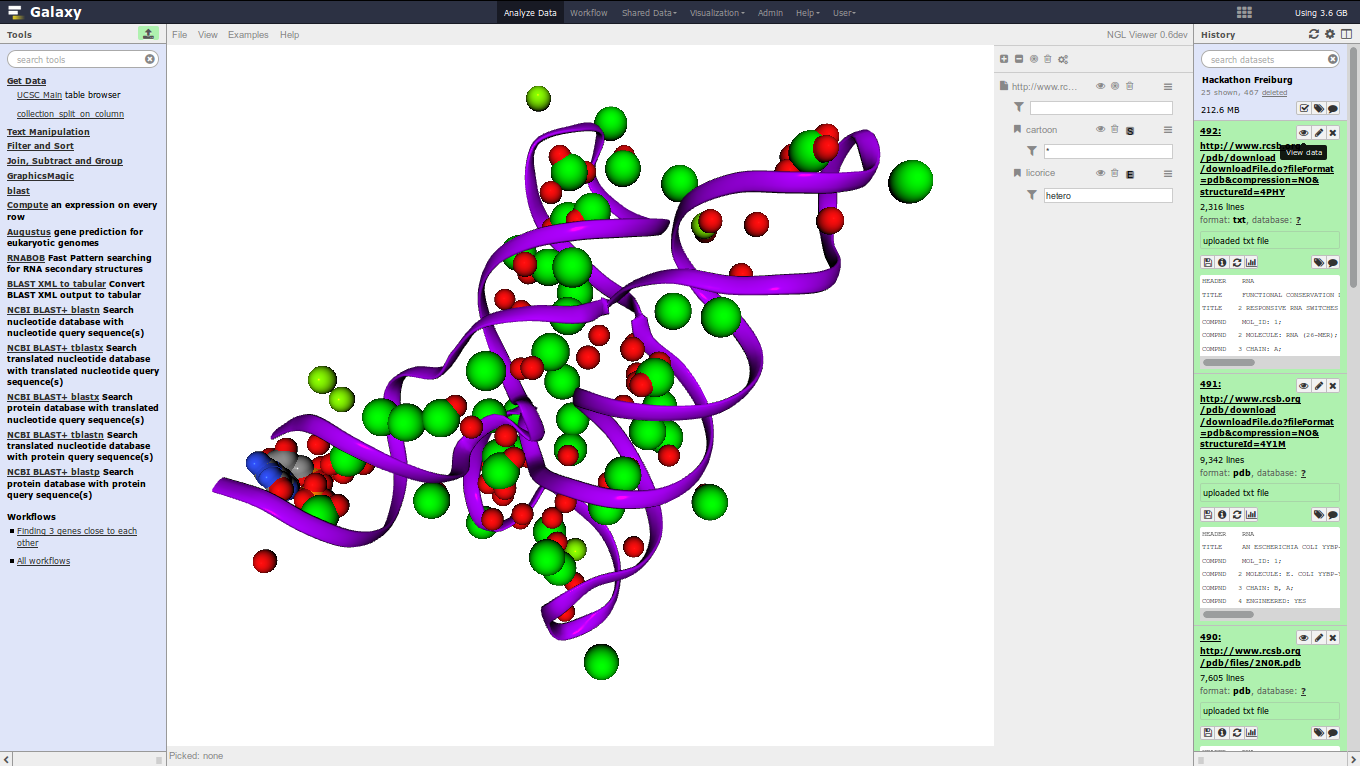 Galaxy
Analyze Data
Workflow
Shared Data
Visualization
Admin
Help
User
Using 3.6 GB
Tools
search tools
Get Data
UCSC Main table browser
collection_split_on_column
Text Manipulation
Filter and Sort
Join, Subtract and Group
GraphicsMagic
blast
Compute an expression on every
row
Augustus gene prediction for
eukaryotic genomes
RNABOB Fast Pattern searching
for RNA secondary structures
BLAST XML to tabular Convert
BLAST XML output to tabular
NCBI BLAST+ blastn Search
nucleotide database with
nucleotide query sequence(s)
NCBI BLAST+ tblastx Search
translated nucleotide database
with translated nucleotide query
sequence(s)
NCBI BLAST+ blastx Search
protein database with translated
nucleotide query sequence(s)
NCBI BLAST+ tblastn Search
translated nucleotide database
with protein query sequence(s)
NCBI BLAST+ blastp Search
protein database with protein
query sequence(s)
Workflows
Finding 3 genes close to each
other
All workflows
File View Examples Help
NGL Viewer 0.6dev
http://www.rc...
cartoon
*
licorice
hetero
Picked: none
History
search datasets
Hackathon Freiburg
25 shown, 467 deleted
212.6 MB
492:
View data
/pdb/download
/downloadFile.do?fileFormat
=pdb&compression=NO&
structureId=4PHY
2,316 lines
format: txt, database: ?
uploaded txt file
HEADER RNA
TITLE FUNCTIONAL CONSERVATION
TITLE 2 RESPONSIVE RNA SWITCHES
COMPND MOL_ID: 1;
COMPND 2 MOLECULE: RNA (26-MER);
COMPND 3 CHAIN: A;
491:
http://www.rcsb.org
/pdb/download
/downloadFile.do?fileFormat
=pdb&compression=NO&
structureId=4Y1M
9,342 lines
format: pdb, database: ?
uploaded txt file
HEADER RNA
TITLE AN ESCHERICHIA COLI YYBP-
COMPND MOL_ID: 1;
COMPND 2 MOLECULE: E. COLI YYBP-
COMPND 3 CHAIN: B, A;
COMPND 4 ENGINEERED: YES
490:
http://www.rcsb.org
/pdb/files/2N0R.pdb
7,605 lines
format: pdb, database: ?
uploaded txt file